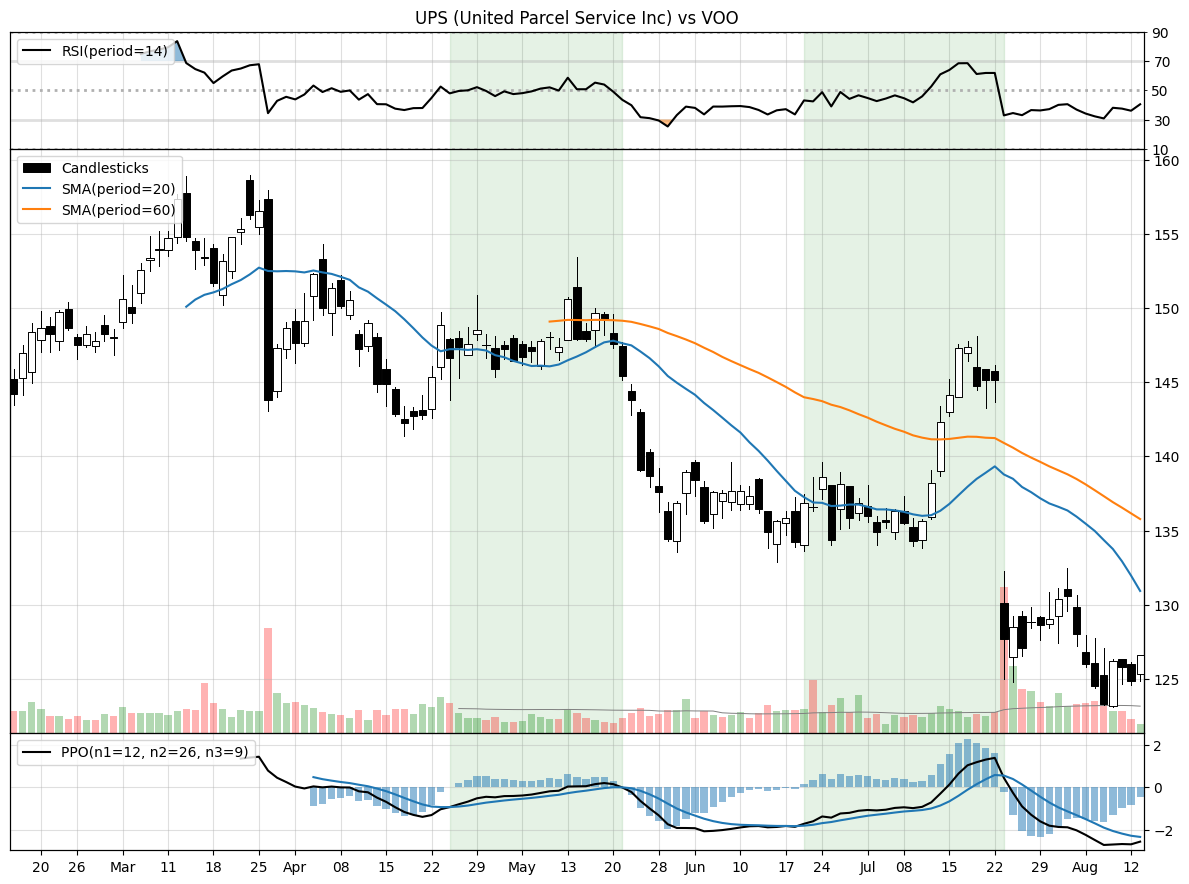 UPS (United Parcel Service Inc) vs VOO
RSI(period=14)
90
70
50
30
10
Candlesticks
SMA(period=20)
SMA(period=60)
160
155
150
145
140
135
130
125
PPO(n1=12, n2=26, n3=9)
2
0
−2
20 26 Mar 11 18 25 Apr 08 15 22 29 May 13 20 28 Jun 10 17 24 Jul 08 15 22 29 Aug 12